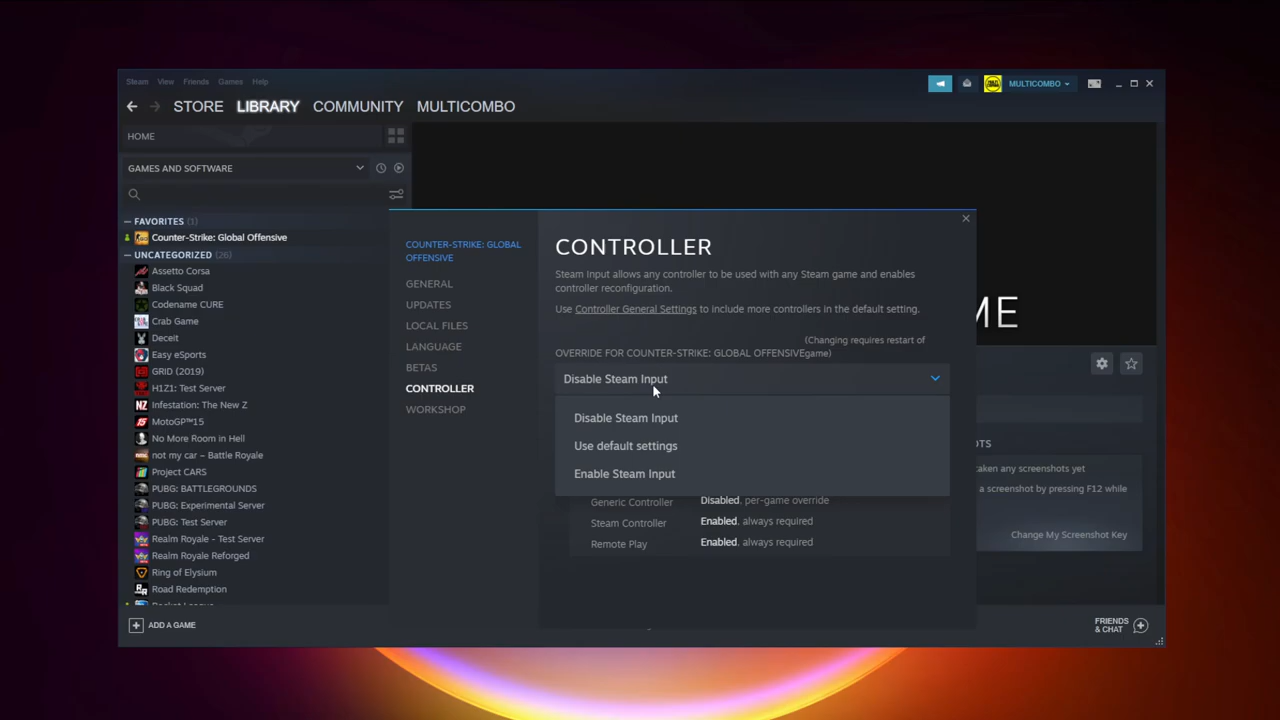 Steam View Friends Games Help
MULTICOMBO
STORE LIBRARY COMMUNITY MULTICOMBO
HOME
GAMES AND SOFTWARE
FAVORITES (1)
Counter-Strike: Global Offensive
UNCATEGORIZED (26)
Assetto Corsa
Black Squad
Codename CURE
Crab Game
Deceit
Easy eSports
GRID (2019)
H1Z1: Test Server
Infestation: The New Z
MotoGP™15
No More Room in Hell
not my car – Battle Royale
Project CARS
PUBG: BATTLEGROUNDS
PUBG: Experimental Server
PUBG: Test Server
Realm Royale - Test Server
Realm Royale Reforged
Ring of Elysium
Road Redemption
Rocket League
ADD A GAME
COUNTER-STRIKE: GLOBAL
OFFENSIVE
GENERAL
UPDATES
LOCAL FILES
LANGUAGE
BETAS
CONTROLLER
WORKSHOP
CONTROLLER
Steam Input allows any controller to be used with any Steam game and enables
controller reconfiguration.
Use Controller General Settings to include more controllers in the default setting.
(Changing requires restart of
OVERRIDE FOR COUNTER-STRIKE: GLOBAL OFFENSIVEgame)
Disable Steam Input
Disable Steam Input
Use default settings
Enable Steam Input
Generic Controller Disabled, per-game override
Steam Controller Enabled, always required
Remote Play Enabled, always required
ME
OTS
taken any screenshots yet
a screenshot by pressing F12 while
Change My Screenshot Key
FRIENDS
& CHAT